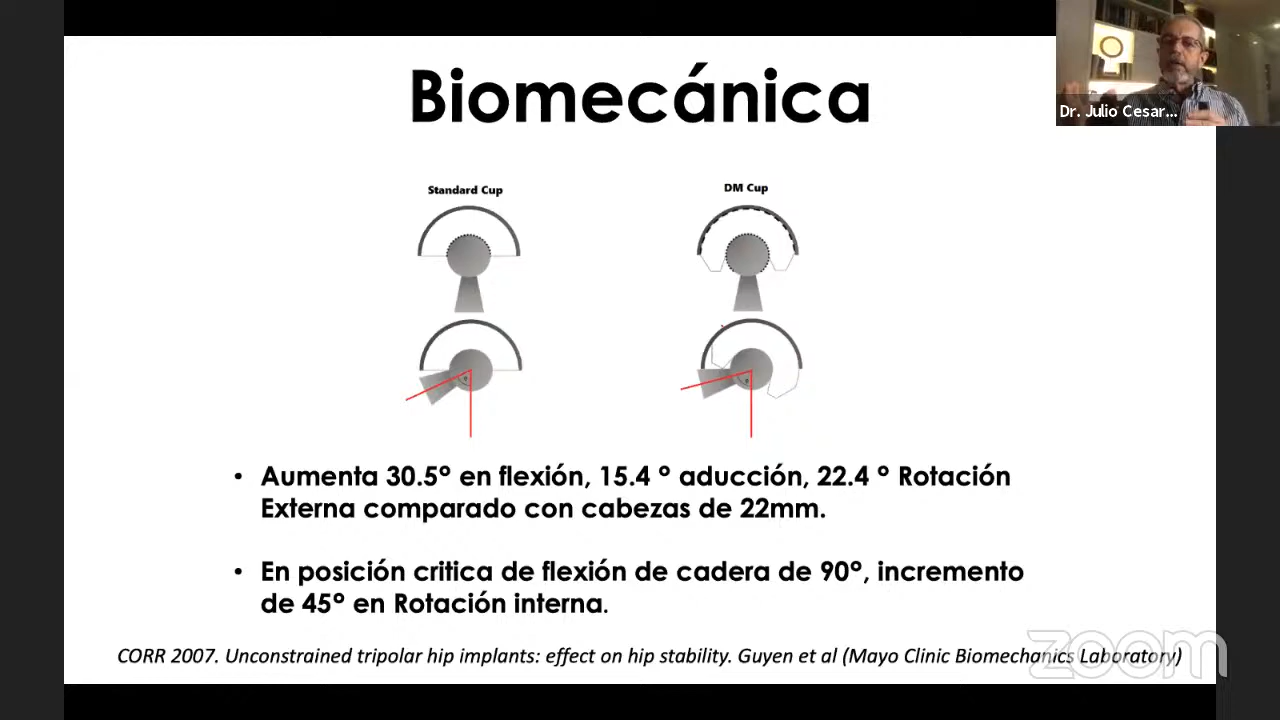 Biomecánica
Dr. Julio Cesar...
Standard Cup
DM Cup
• Aumenta 30.5° en flexión, 15.4 ° aducción, 22.4 ° Rotación
Externa comparado con cabezas de 22mm.
• En posición critica de flexión de cadera de 90°, incremento
de 45° en Rotación interna.
CORR 2007. Unconstrained tripolar hip implants: effect on hip stability. Guyen et al (Mayo Clinic Biomechanics Laboratory)
zoom